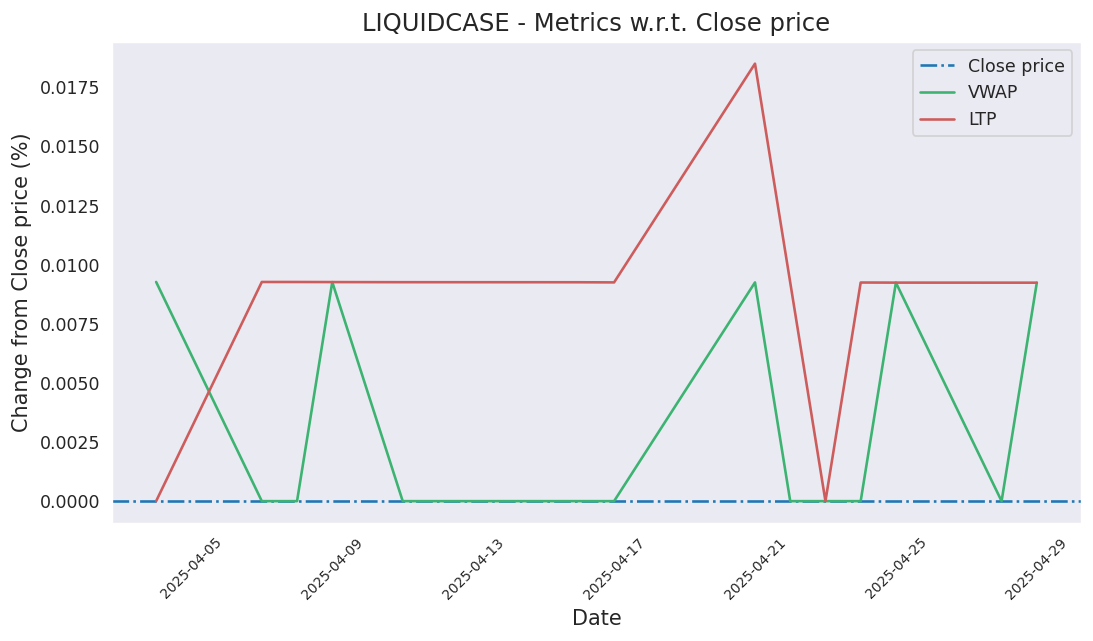 LIQUIDCASE - Metrics w.r.t. Close price
Close price
VWAP
LTP
Change from Close price (%)
0.0175
0.0150
0.0125
0.0100
0.0075
0.0050
0.0025
0.0000
2025-04-05
2025-04-09
2025-04-13
2025-04-17
2025-04-21
2025-04-25
2025-04-29
Date